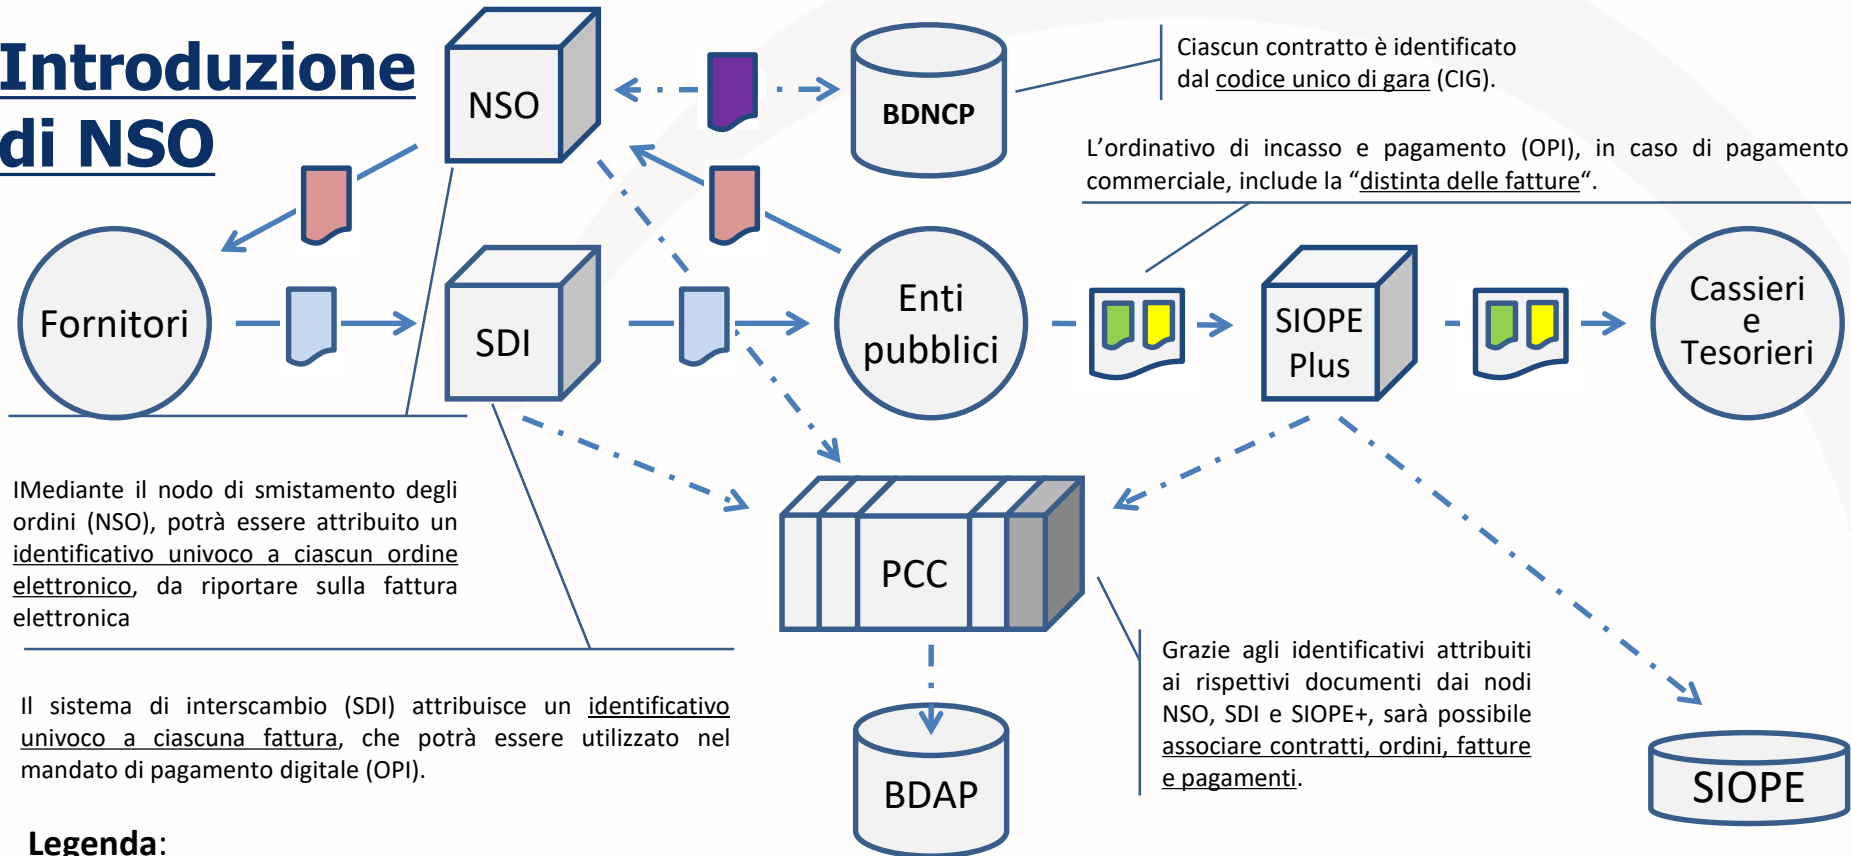 Introduzione
di NSO
NSO
BDNCP
Ciascun contratto è identificato
dal codice unico di gara (CIG).
L’ordinativo di incasso e pagamento (OPI), in caso di pagamento
commerciale, include la “distinta delle fatture“.
Fornitori
SDI
Enti
pubblici
SIOPE
Plus
Cassieri
e
Tesorieri
IMediante il nodo di smistamento degli
ordini (NSO), potrà essere attribuito un
identificativo univoco a ciascun ordine
elettronico, da riportare sulla fattura
elettronica
PCC
Il sistema di interscambio (SDI) attribuisce un identificativo
univoco a ciascuna fattura, che potrà essere utilizzato nel
mandato di pagamento digitale (OPI).
Grazie agli identificativi attribuiti
ai rispettivi documenti dai nodi
NSO, SDI e SIOPE+, sarà possibile
associare contratti, ordini, fatture
e pagamenti.
BDAP
SIOPE
Legenda: